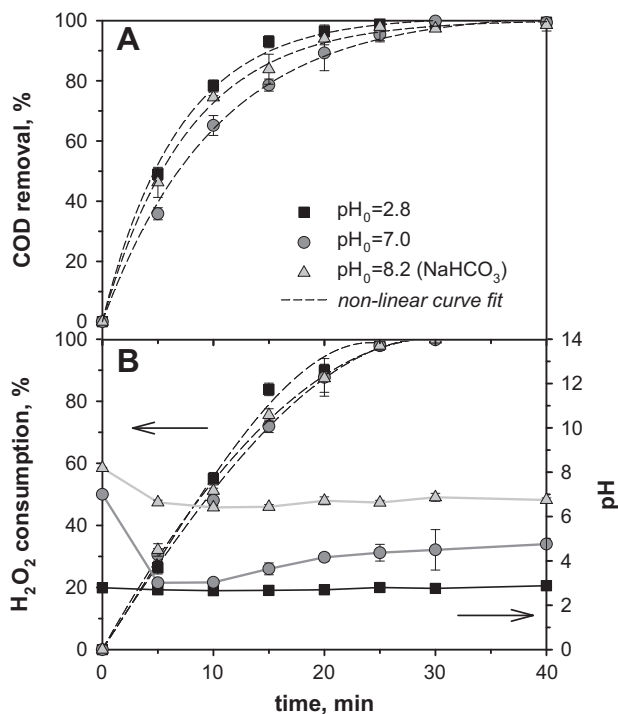 A
COD removal, %
100
80
60
40
20
0
pH₀=2.8
pH₀=7.0
pH₀=8.2 (NaHCO₃)
non-linear curve fit
B
H₂O₂ consumption, %
100
80
60
40
20
0
14
12
10
8
6
4
2
0
pH
0 10 20 30 40
time, min